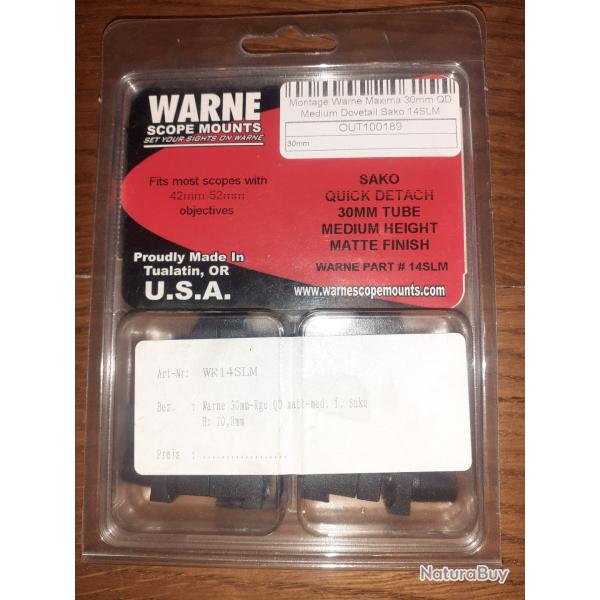 WARNE
SCOPE MOUNTS
SET YOUR SIGHTS ON WARNE
Montage Warne Maxima 30mm QD
Medium Dovetail Sako 14SLM
OUT100189
30mm
Fits most scopes with
42mm-52mm
objectives
SAKO
QUICK DETACH
30MM TUBE
MEDIUM HEIGHT
MATTE FINISH
WARNE PART # 14SLM
Proudly Made In
Tualatin, OR
U.S.A.
www.warnescopemounts.com
Art-Nr: WR14SLM
Bez. : Warne 30mm-Rge QD matt-med. f. Sako
H: 10,8mm
Preis : ..................
NaturaBuy